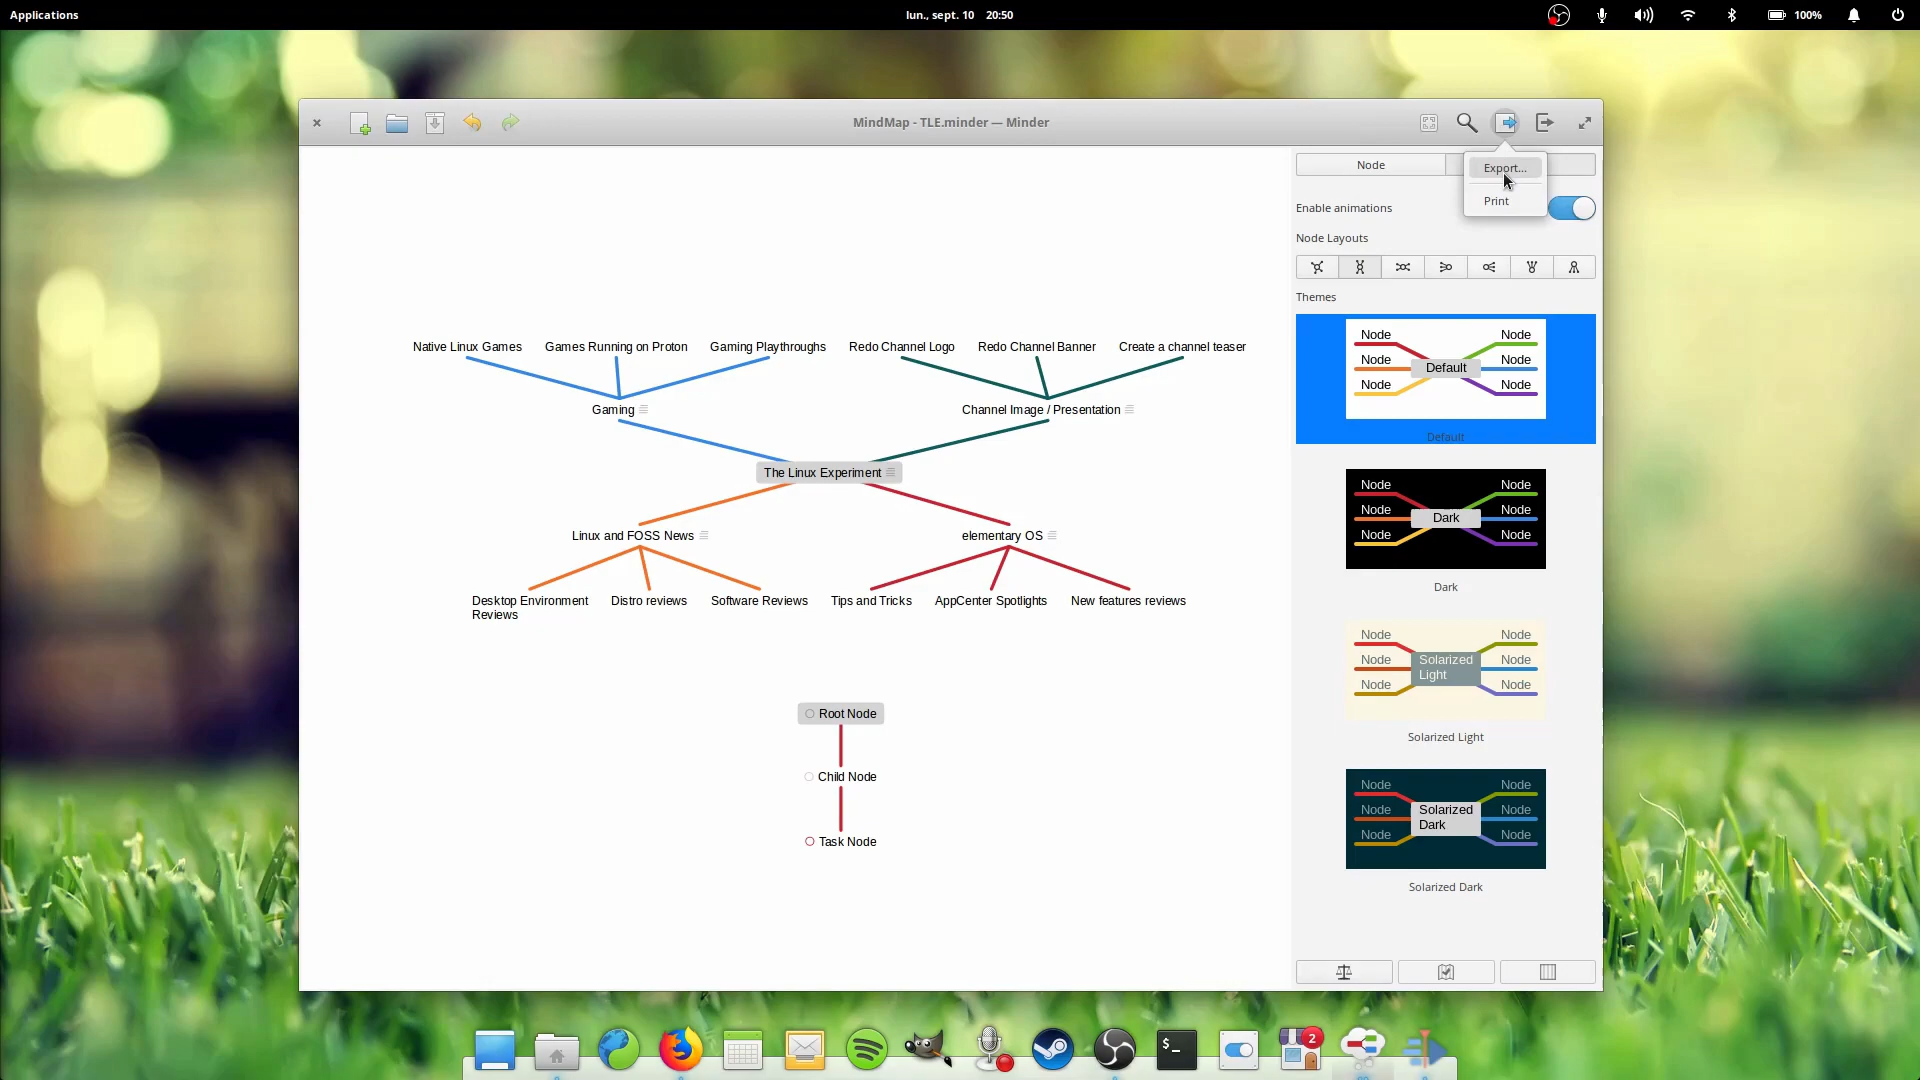 Applications
lun., sept. 10 20:50
100%
MindMap - TLE.minder — Minder
Node
Export...
Print
Enable animations
Node Layouts
Themes
Native Linux Games
Games Running on Proton
Gaming Playthroughs
Redo Channel Logo
Redo Channel Banner
Create a channel teaser
Gaming
Channel Image / Presentation
The Linux Experiment
Linux and FOSS News
elementary OS
Desktop Environment
Reviews
Distro reviews
Software Reviews
Tips and Tricks
AppCenter Spotlights
New features reviews
Root Node
Child Node
Task Node
Node Node
Node Node
Default
Node Node
Default
Node Node
Node Node
Dark
Node Node
Dark
Node Node
Node Node
Solarized
Light
Node Node
Solarized Light
Node Node
Node Node
Solarized
Dark
Node Node
Solarized Dark
$_
2